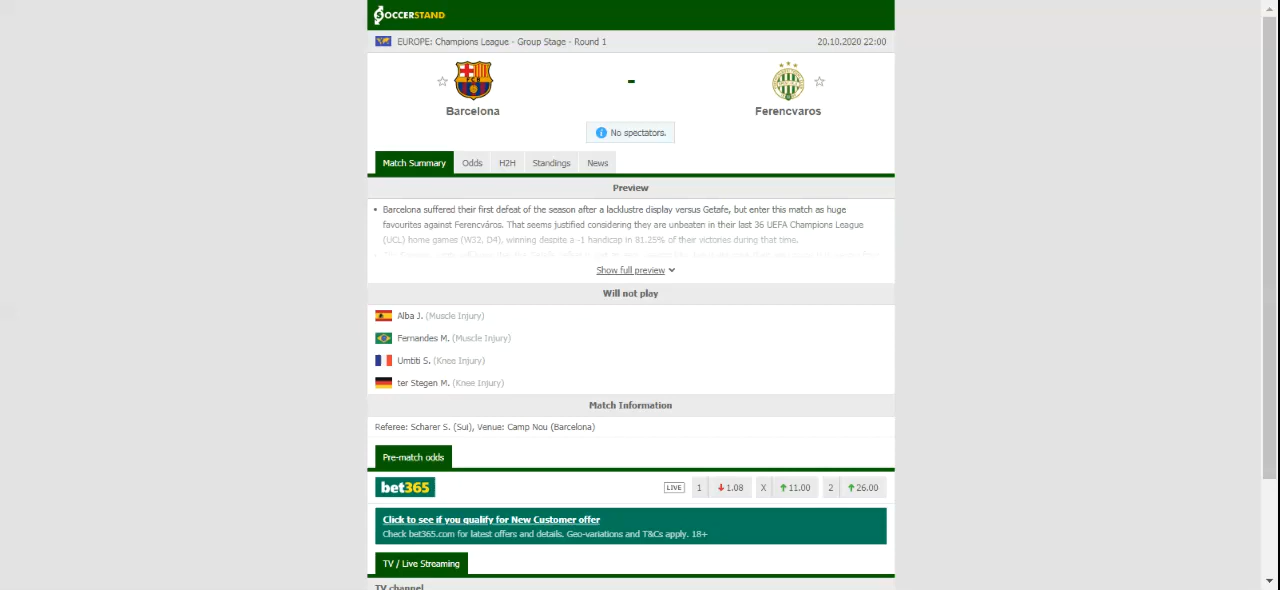 SOCCERSTAND
EUROPE: Champions League - Group Stage - Round 1 20.10.2020 22:00
-
Barcelona Ferencvaros
No spectators.
Match Summary Odds H2H Standings News
Preview
• Barcelona suffered their first defeat of the season after a lacklustre display versus Getafe, but enter this match as huge
favourites against Ferencváros. That seems justified considering they are unbeaten in their last 36 UEFA Champions League
(UCL) home games (W32, D4), winning despite a -1 handicap in 81.25% of their victories during that time.
Show full preview
Will not play
Alba J. (Muscle Injury)
Fernandes M. (Muscle Injury)
Umtiti S. (Knee Injury)
ter Stegen M. (Knee Injury)
Match Information
Referee: Scharer S. (Sui), Venue: Camp Nou (Barcelona)
Pre-match odds
bet365 LIVE 1 1.08 X 11.00 2 26.00
Click to see if you qualify for New Customer offer
Check bet365.com for latest offers and details. Geo-variations and T&Cs apply. 18+
TV / Live Streaming
TV channel